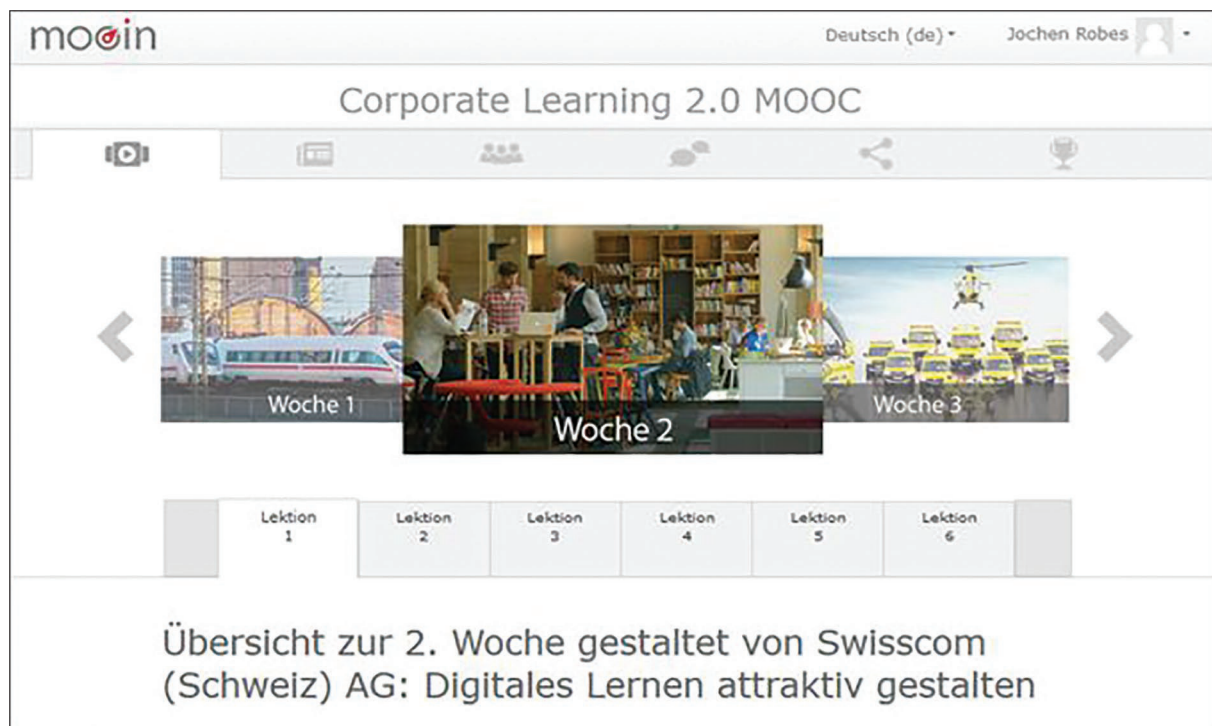 mooin
Deutsch (de)
Jochen Robes
Corporate Learning 2.0 MOOC
Woche 1
Woche 2
Woche 3
Lektion
1
Lektion
2
Lektion
3
Lektion
4
Lektion
5
Lektion
6
Übersicht zur 2. Woche gestaltet von Swisscom
(Schweiz) AG: Digitales Lernen attraktiv gestalten